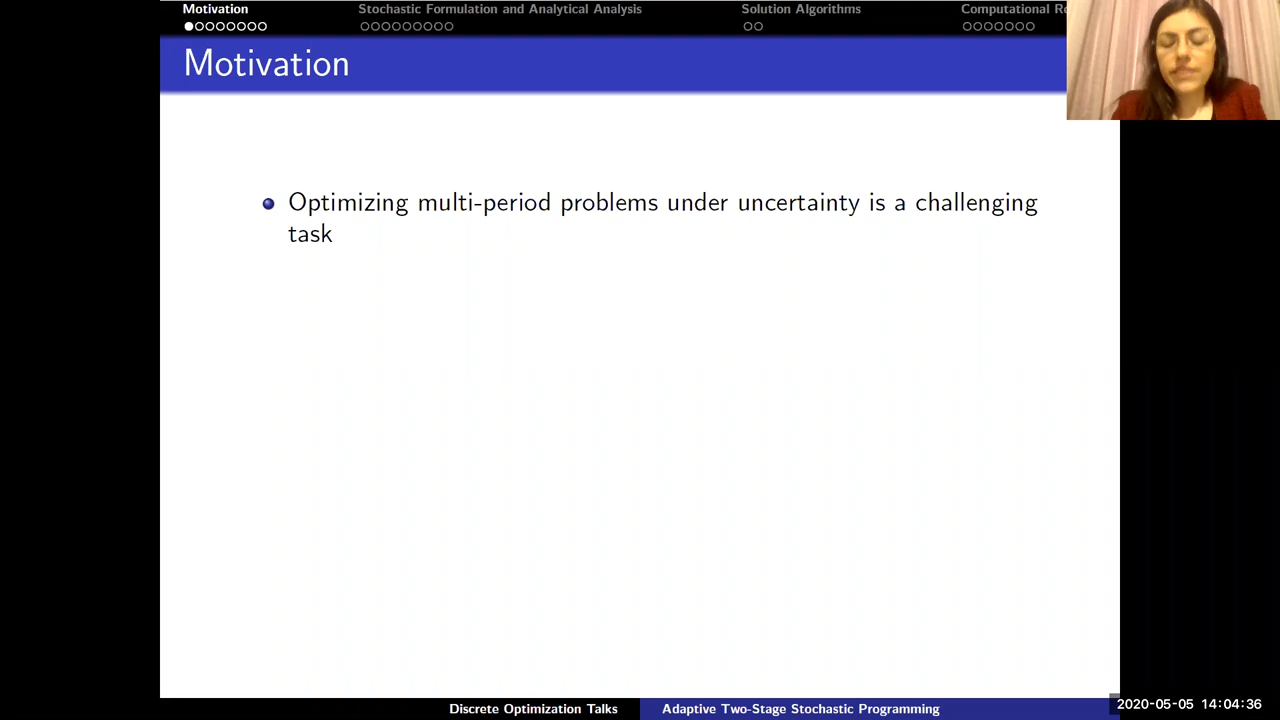 Motivation
Stochastic Formulation and Analytical Analysis
Solution Algorithms
Computational
Motivation
Optimizing multi-period problems under uncertainty is a challenging
task
Discrete Optimization Talks
Adaptive Two-Stage Stochastic Programming
2020-05-05 14:04:36